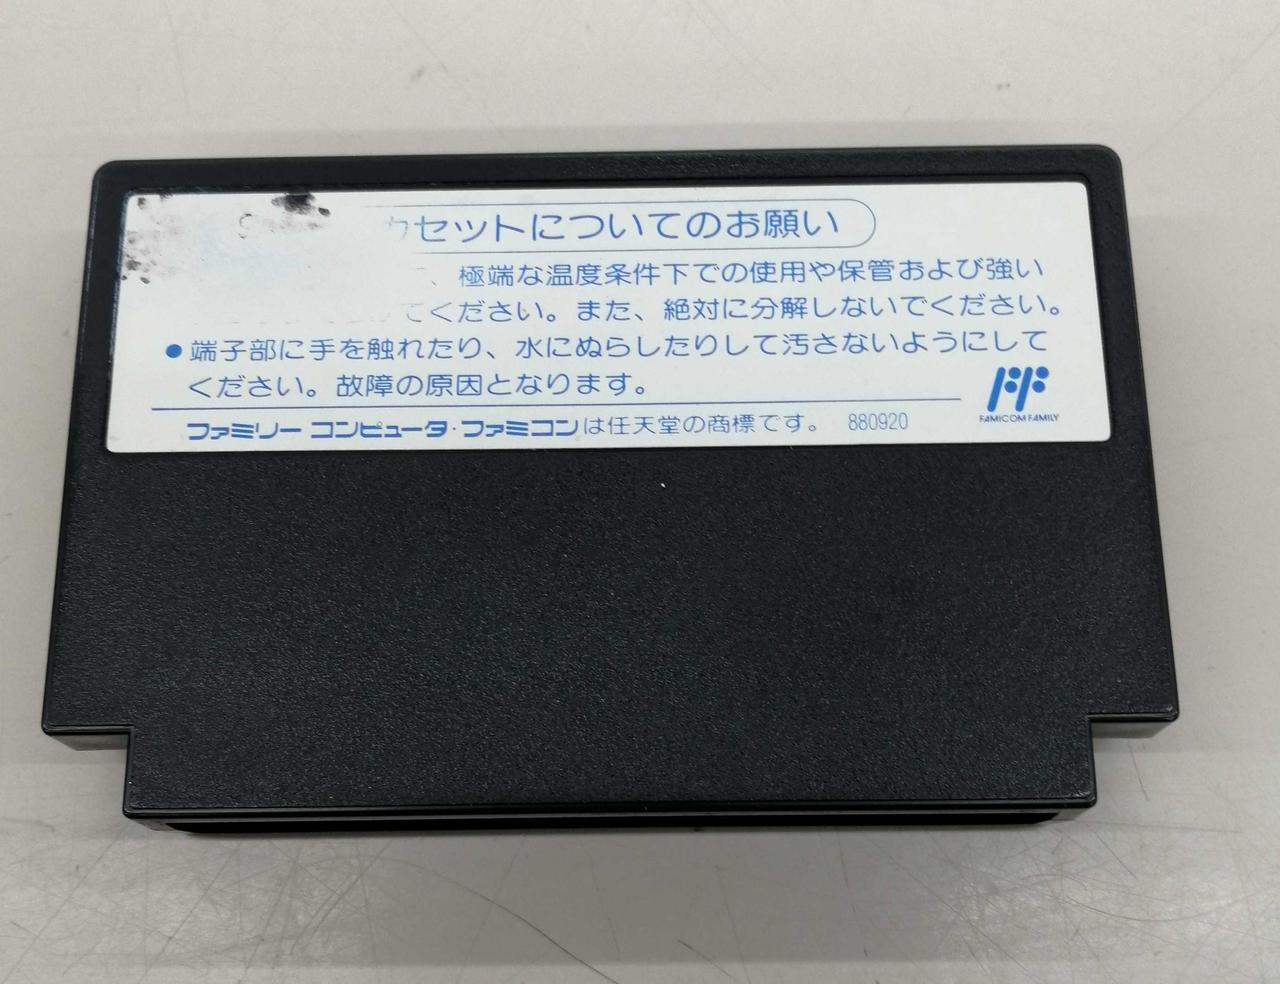 カセットについてのお願い
、極端な温度条件下での使用や保管および強い
てください。また、絶対に分解しないでください。
●端子部に手を触れたり、水にぬらしたりして汚さないようにして
ください。故障の原因となります。
ファミリー コンピュータ・ファミコンは任天堂の商標です。 880920
FAMICOM FAMILY